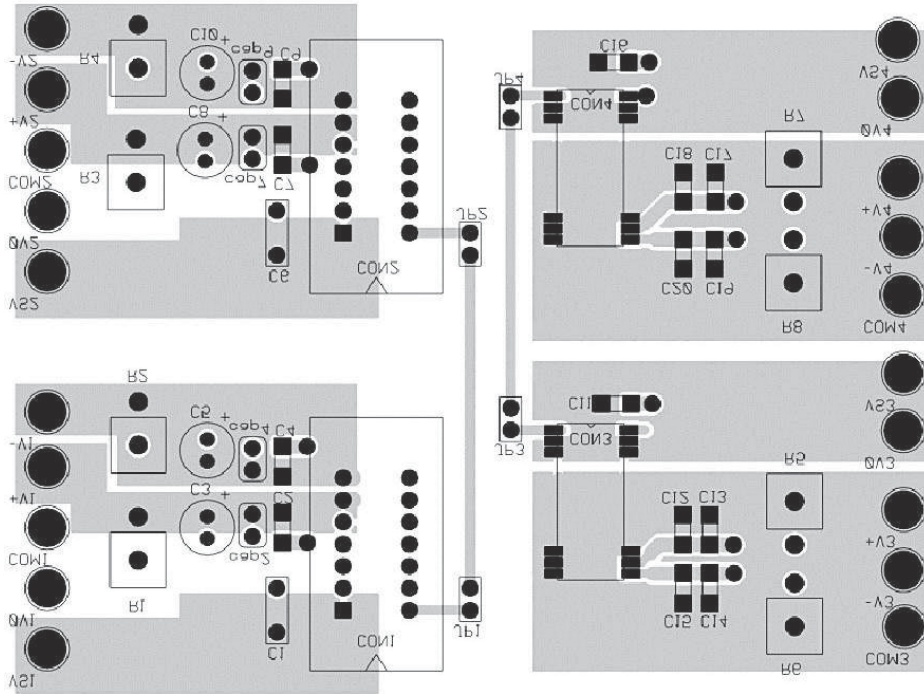 -V2
+V2
COM2
0V2
VS2
R4
R3
C10
+
cap9
C9
C8
+
cap7
C7
C6
CON2
JP2
JP4
C16
CON4
VS4
0V4
R7
C18
C17
+V4
-V4
COM4
C20
C19
R8
-V1
+V1
COM1
0V1
VS1
R2
R1
C5
+
cap4
C4
C3
+
cap2
C2
C1
CON1
JP1
JP3
C11
CON3
VS3
0V3
R5
C12
C13
+V3
-V3
COM3
C15
C14
R6